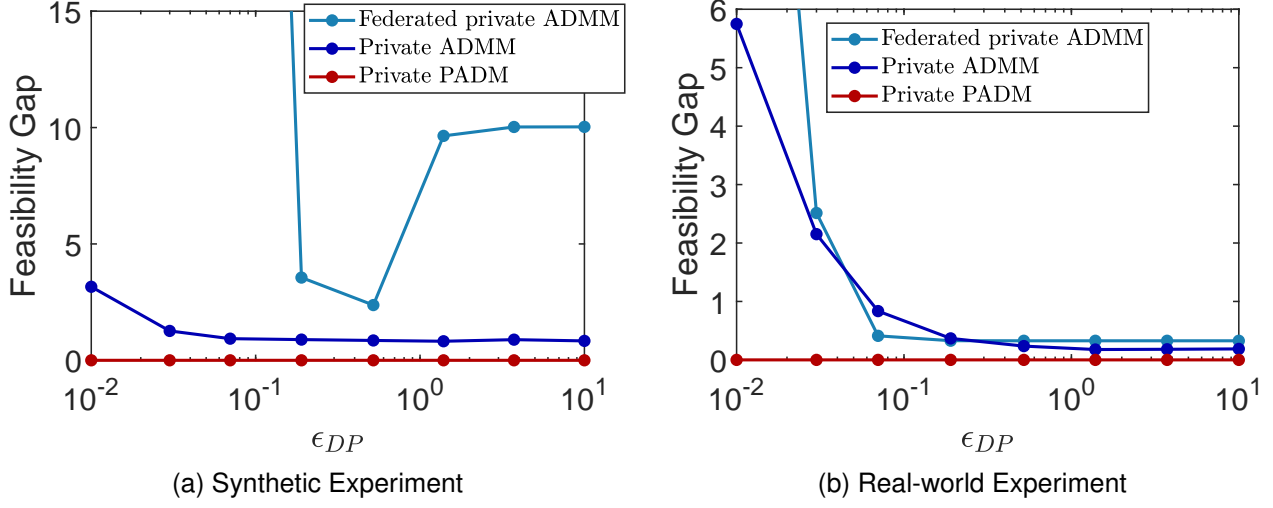 Federated private ADMM
Private ADMM
Private PADM
15
10
5
0
Feasibility Gap
10^-2
10^-1
10^0
10^1
ϵ_DP
(a) Synthetic Experiment
Federated private ADMM
Private ADMM
Private PADM
6
5
4
3
2
1
0
Feasibility Gap
10^-2
10^-1
10^0
10^1
ϵ_DP
(b) Real-world Experiment